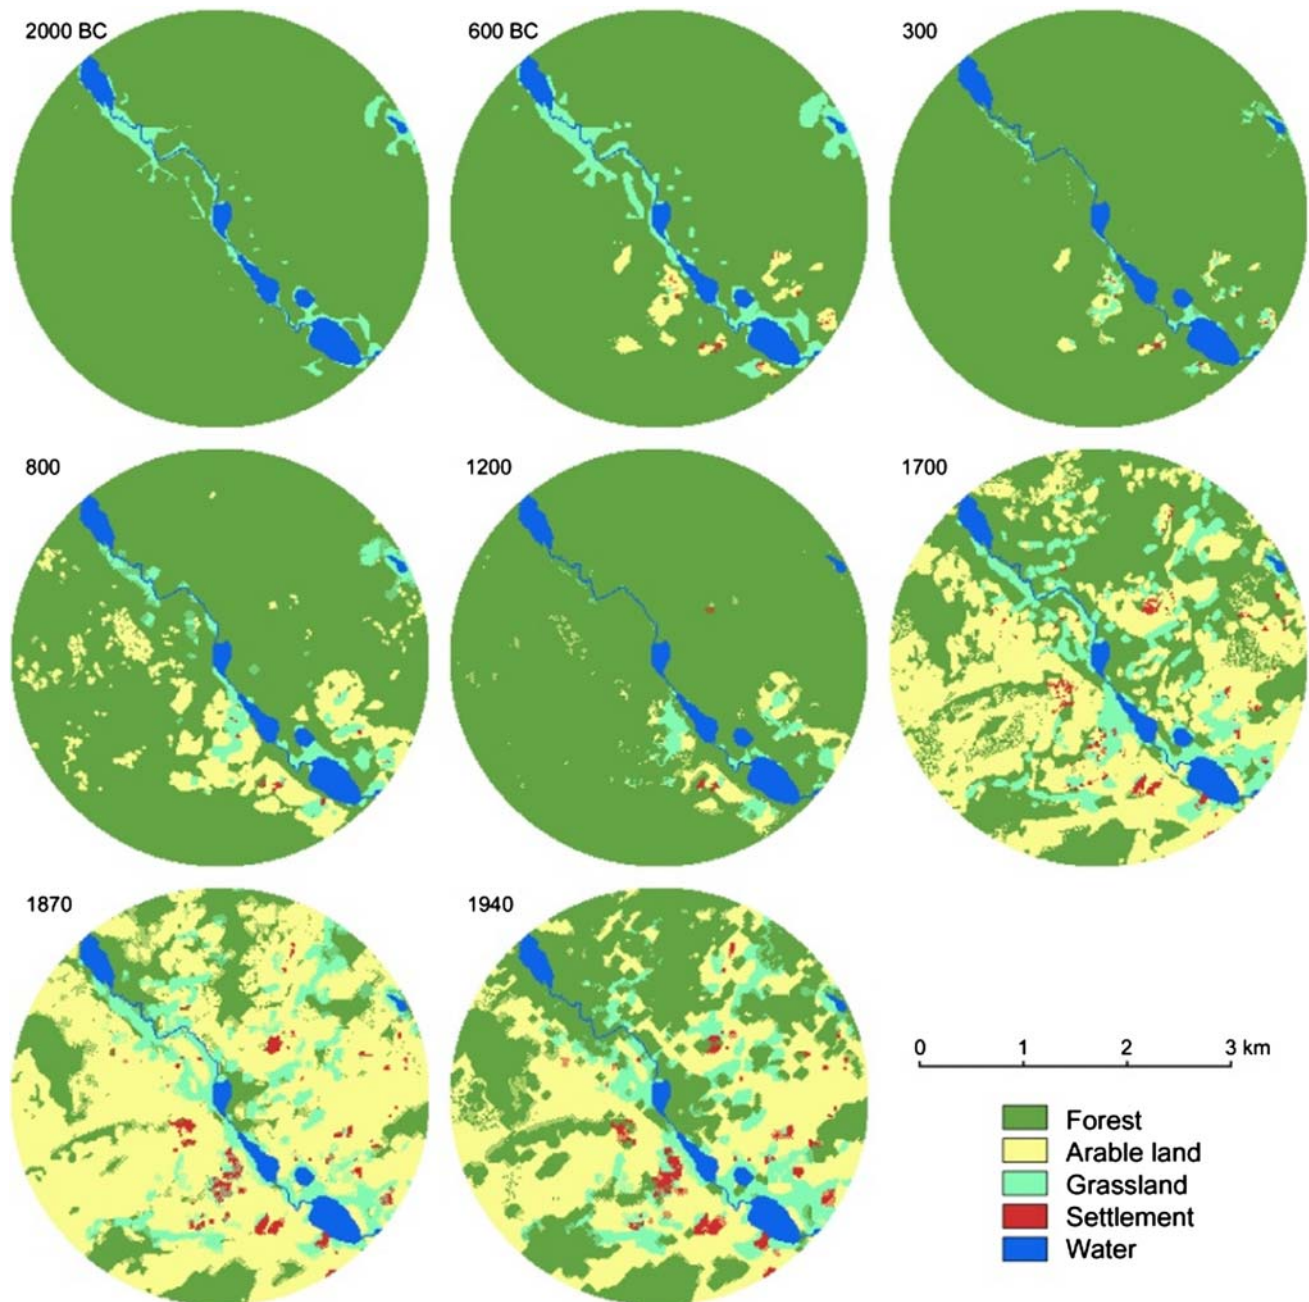 2000 BC
600 BC
300
800
1200
1700
1870
1940
0 1 2 3 km
Forest
Arable land
Grassland
Settlement
Water